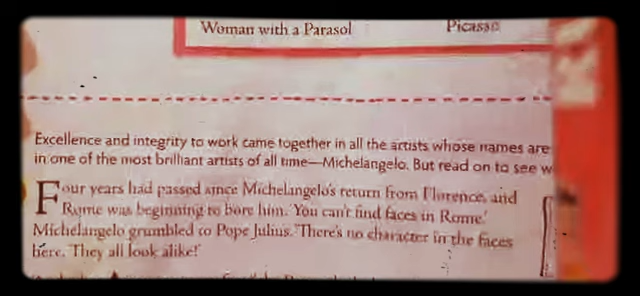 Woman with a Parasol Picasso
Excellence and integrity to work came together in all the artists whose names are
in one of the most brilliant artists of all time—Michelangelo. But read on to see w
Four years had passed since Michelangelo's return from Florence, and
Rome was beginning to bore him. 'You can't find faces in Rome,'
Michelangelo grumbled to Pope Julius. 'There's no character in the faces
here. They all look alike!'